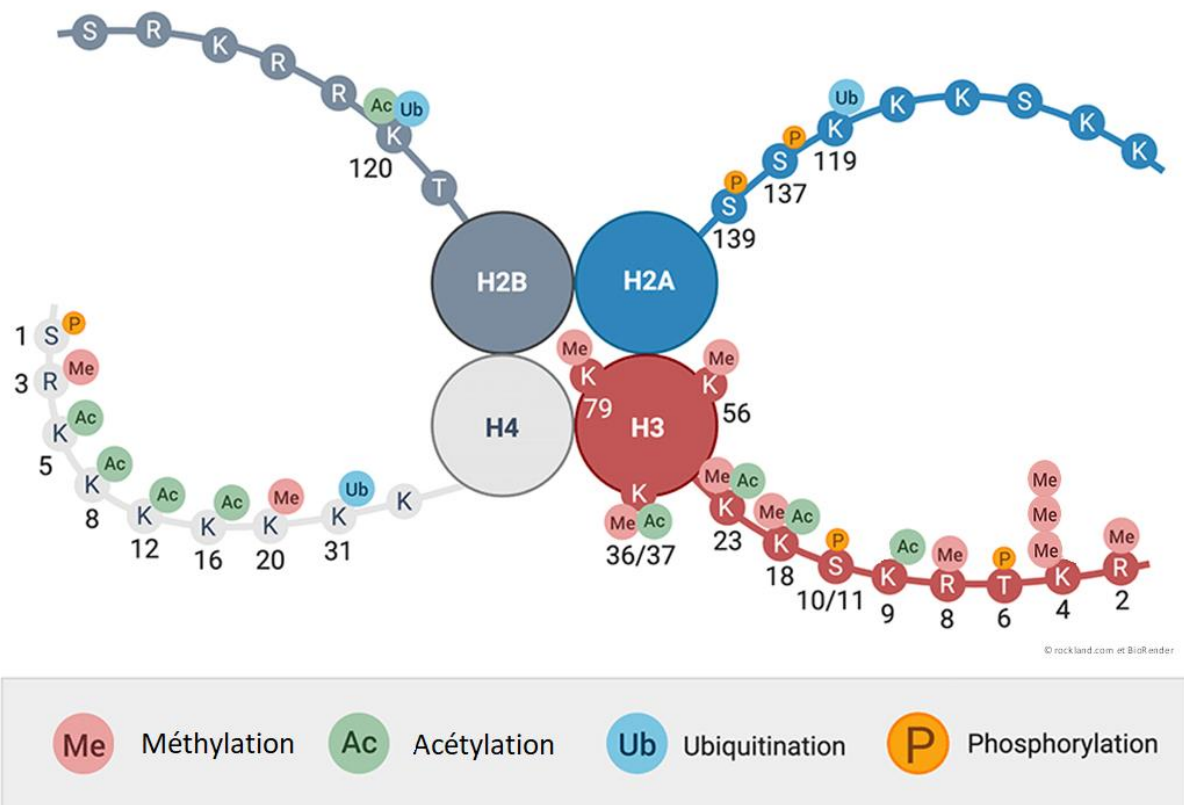 S R K R R K T
Ac Ub
120
S S K K K S K K
P P Ub
139 137 119
H2B H2A
H4 H3
S R K K K K K K K
P Me Ac Ac Ac Ac Me Ub
1 3 5 8 12 16 20 31
Me Me
K K
79 56
K
Me Ac
36/37
Me Ac Me Ac P Ac Me P Me Me Me Me
K K S K R T K R
23 18 10/11 9 8 6 4 2
© rockland.com et BioRender
Me Méthylation Ac Acétylation Ub Ubiquitination P Phosphorylation